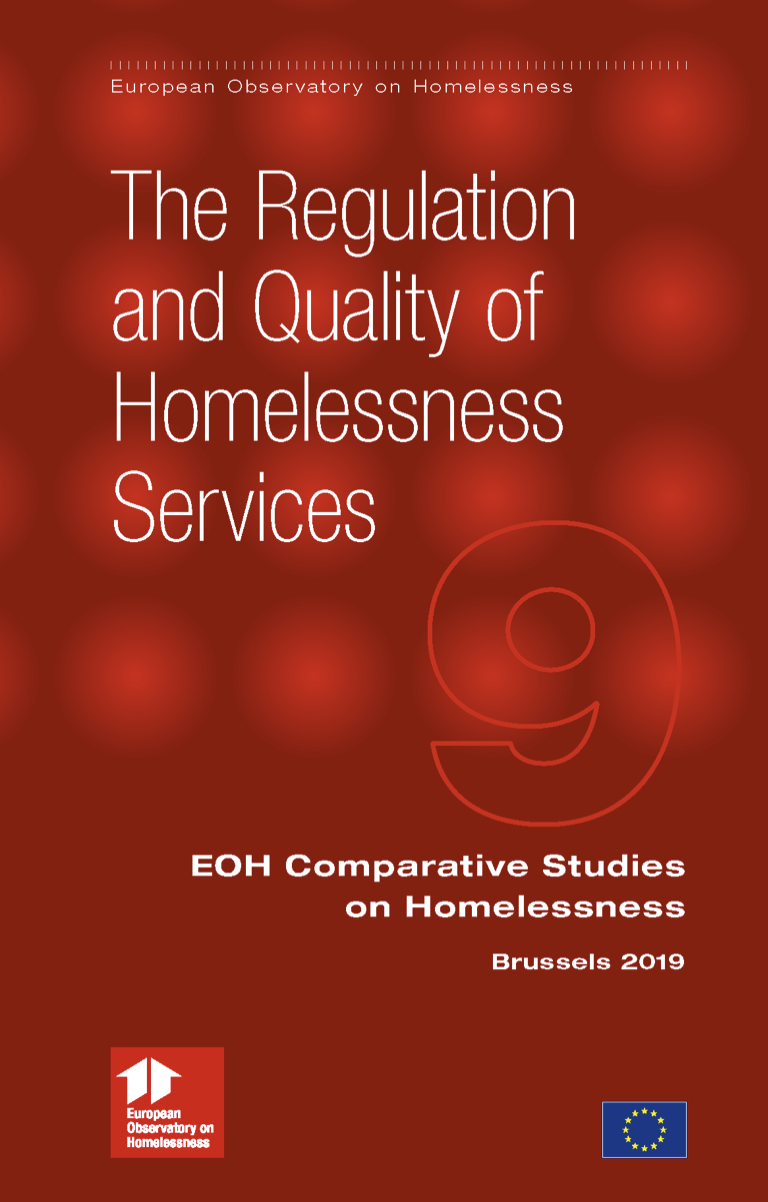 European Observatory on Homelessness
The Regulation
and Quality of
Homelessness
Services
9
EOH Comparative Studies
on Homelessness
Brussels 2019
European
Observatory on
Homelessness